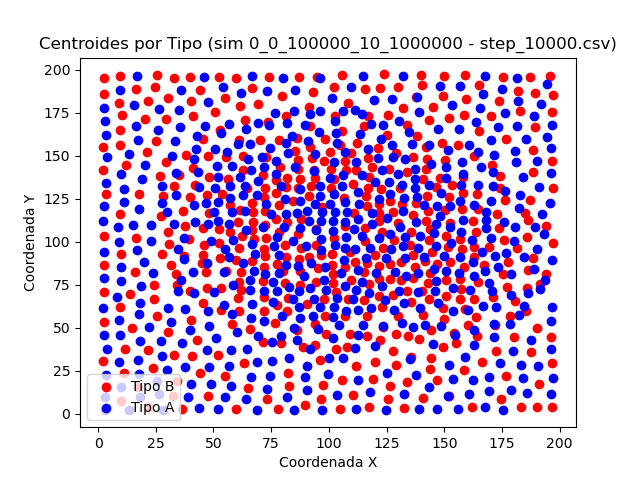 Centroides por Tipo (sim 0_0_100000_10_1000000 - step_10000.csv)
200
175
150
125
100
75
50
25
0
Coordenada Y
Tipo B
Tipo A
0 25 50 75 100 125 150 175 200
Coordenada X